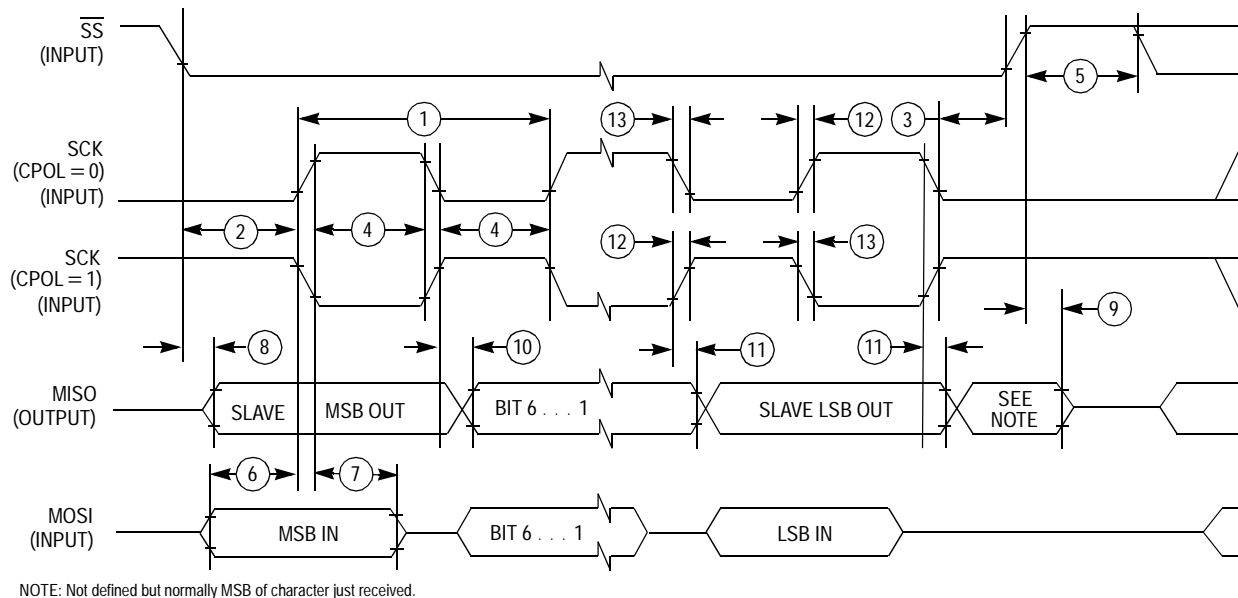 SS
(INPUT)
5
1
13
12
3
SCK
(CPOL = 0)
(INPUT)
2
4
4
SCK
(CPOL = 1)
(INPUT)
12
13
8
10
11
11
9
MISO
(OUTPUT)
SLAVE
MSB OUT
BIT 6 . . . 1
SLAVE LSB OUT
SEE
NOTE
6
7
MOSI
(INPUT)
MSB IN
BIT 6 . . . 1
LSB IN
NOTE: Not defined but normally MSB of character just received.